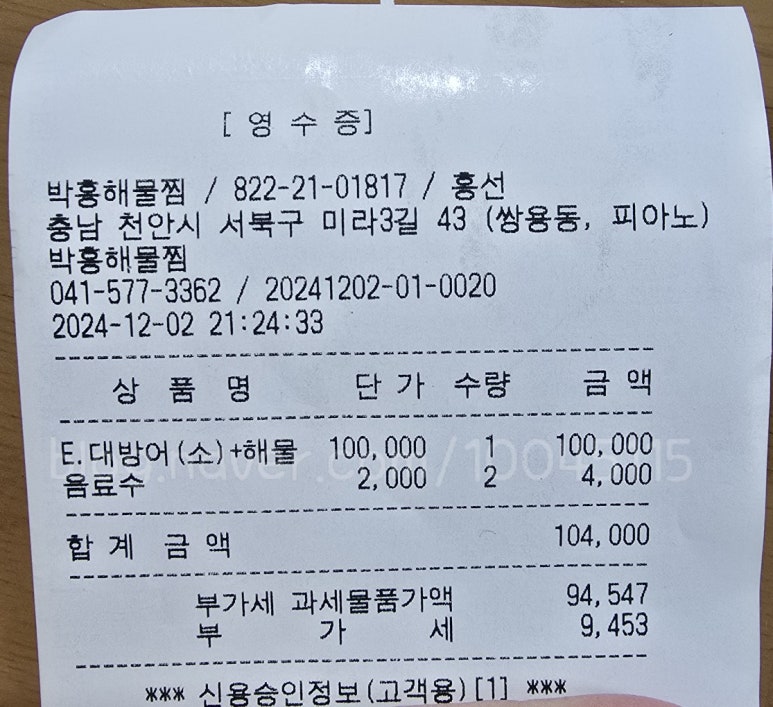 [ 영 수 증]
박홍해물찜 / 822-21-01817 / 홍선
충남 천안시 서북구 미라3길 43 (쌍용동, 피아노)
박홍해물찜
041-577-3362 / 20241202-01-0020
2024-12-02 21:24:33
상 품 명 단 가 수량 금 액
E.대방어(소)+해물 100,000 1 100,000
음료수 2,000 2 4,000
합 계 금 액 104,000
부가세 과세물품가액 94,547
부 가 세 9,453
*** 신용승인정보(고객용)[1] ***